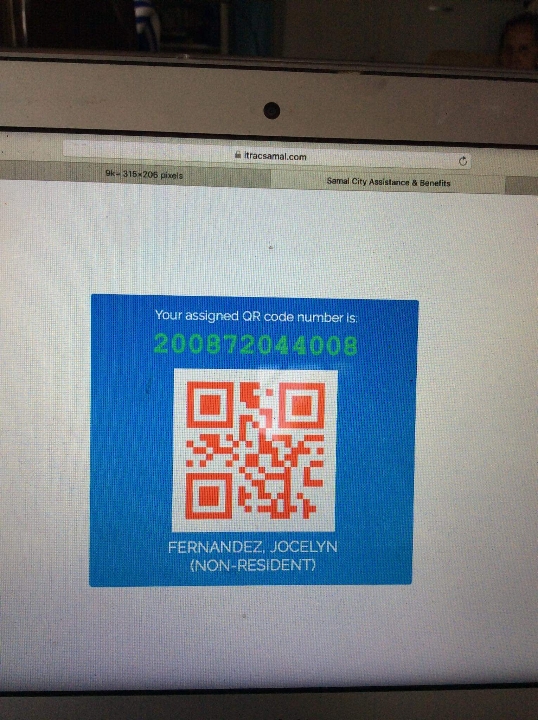 itracsamal.com
9k - 315×206 pixels
Samal City Assistance & Benefits
Your assigned QR code number is:
200872044008
FERNANDEZ, JOCELYN
(NON-RESIDENT)